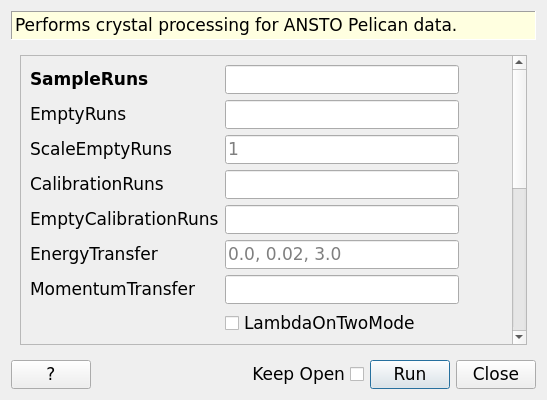 Performs crystal processing for ANSTO Pelican data.
SampleRuns
EmptyRuns
ScaleEmptyRuns 1
CalibrationRuns
EmptyCalibrationRuns
EnergyTransfer 0.0, 0.02, 3.0
MomentumTransfer
LambdaOnTwoMode
? Keep Open Run Close